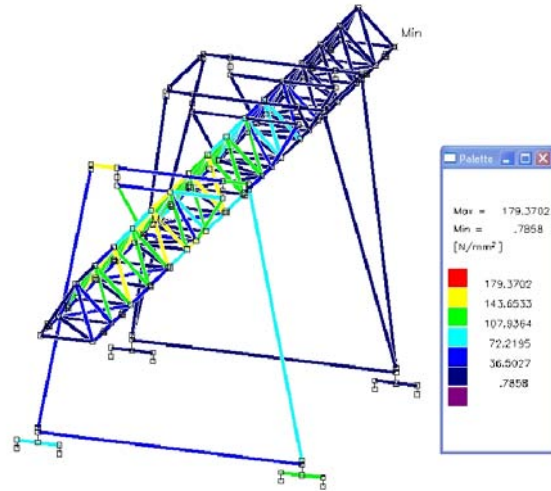 Min
Palette
Max = 179.3702
Min = .7858
[N/mm²]
179.3702
143.6533
107.9364
72.2195
36.5027
.7858